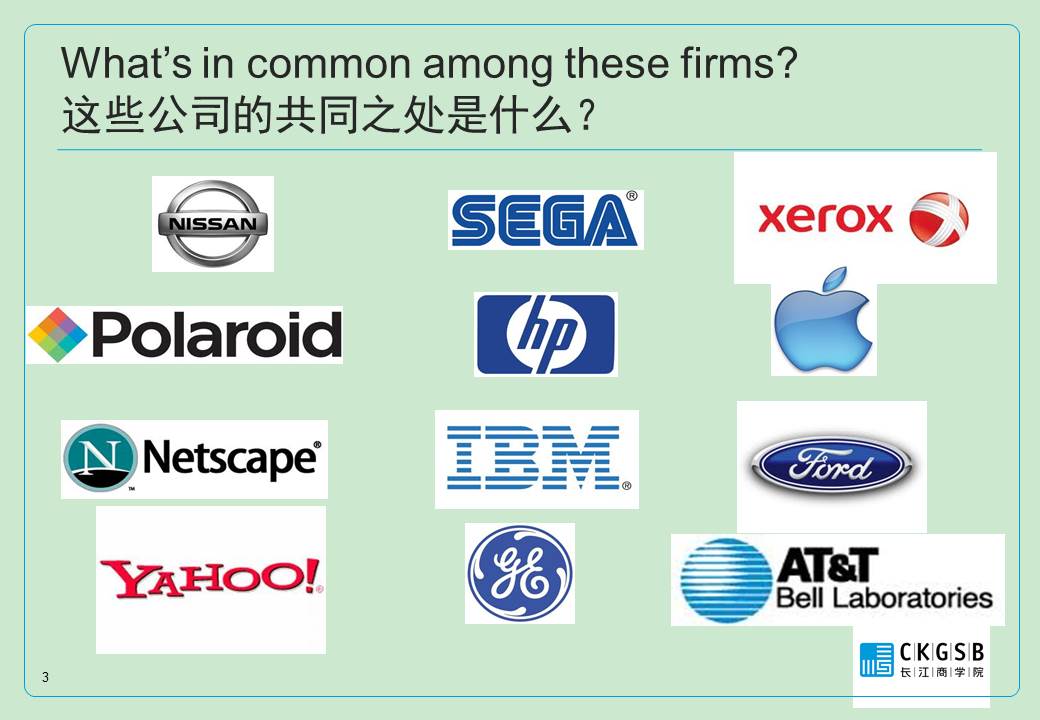 What’s in common among these firms?
这些公司的共同之处是什么？
NISSAN
SEGA®
xerox
Polaroid
hp
N Netscape®
™
IBM®
Ford
YAHOO!®
GE
AT&T
Bell Laboratories
CKGSB
长江商学院
3